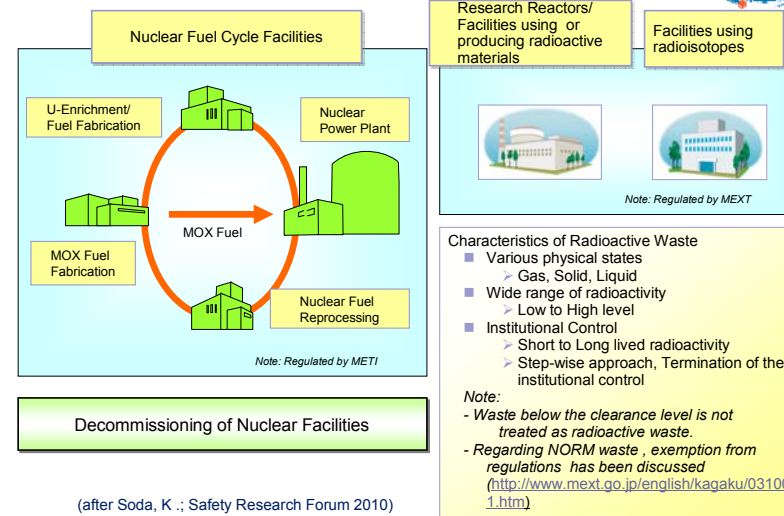 Nuclear Fuel Cycle Facilities
U-Enrichment/
Fuel Fabrication
Nuclear
Power Plant
MOX Fuel
MOX Fuel
Fabrication
Nuclear Fuel
Reprocessing
Note: Regulated by METI
Decommissioning of Nuclear Facilities
(after Soda, K .; Safety Research Forum 2010)
Research Reactors/
Facilities using or
producing radioactive
materials
Facilities using
radioisotopes
Note: Regulated by MEXT
Characteristics of Radioactive Waste
Various physical states
Gas, Solid, Liquid
Wide range of radioactivity
Low to High level
Institutional Control
Short to Long lived radioactivity
Step-wise approach, Termination of the
institutional control
Note:
- Waste below the clearance level is not
treated as radioactive waste.
- Regarding NORM waste , exemption from
regulations has been discussed
(http://www.mext.go.jp/english/kagaku/03100
1.htm)